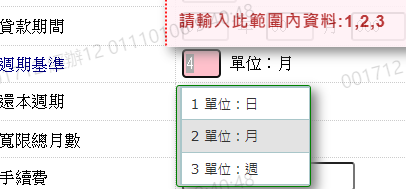 請輸入此範圍內資料:1,2,3
貸款期間
週期基準 4 單位：月
還本週期
1 單位：日
2 單位：月
寬限總月數
3 單位：週
手續費